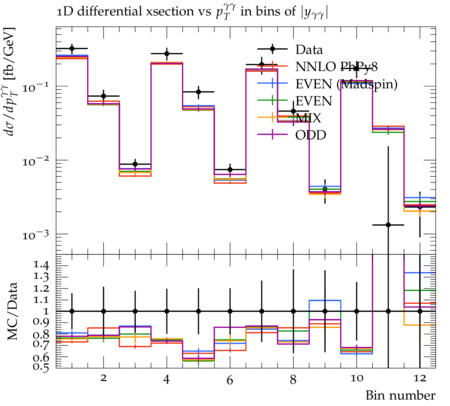 1D differential xsection vs p_T^γγ in bins of |y_γγ|
dσ/dp_T^γγ [fb/GeV]
Data
NNLO PhPy8
EVEN (Madspin)
EVEN
MIX
ODD
10⁻¹
10⁻²
10⁻³
MC/Data
1.4
1.3
1.2
1.1
1
0.9
0.8
0.7
0.6
0.5
2 4 6 8 10 12
Bin number